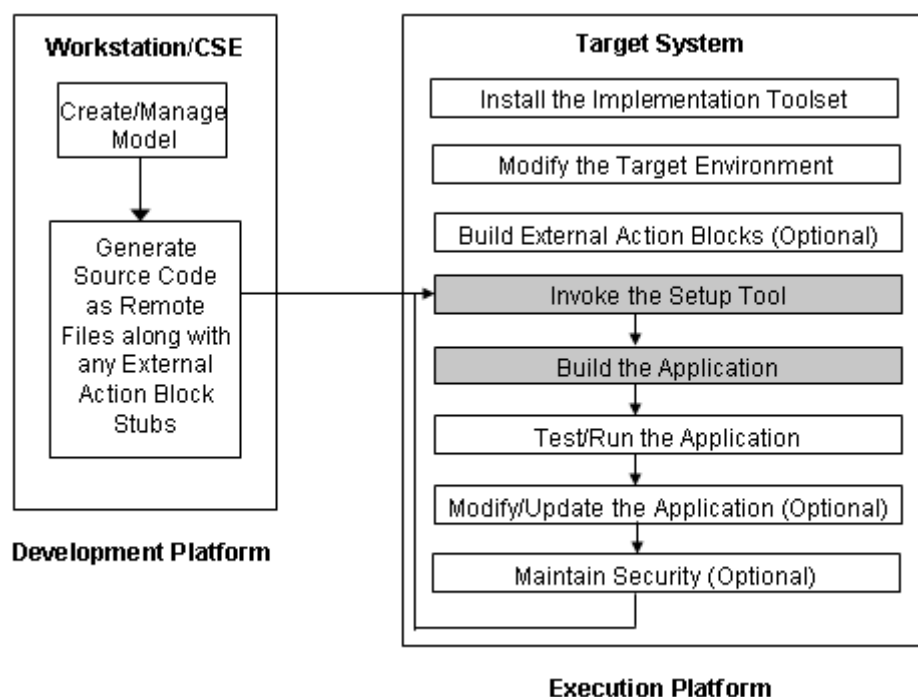 Workstation/CSE
Create/Manage
Model
Generate
Source Code
as Remote
Files along with
any External
Action Block
Stubs
Development Platform
Target System
Install the Implementation Toolset
Modify the Target Environment
Build External Action Blocks (Optional)
Invoke the Setup Tool
Build the Application
Test/Run the Application
Modify/Update the Application (Optional)
Maintain Security (Optional)
Execution Platform